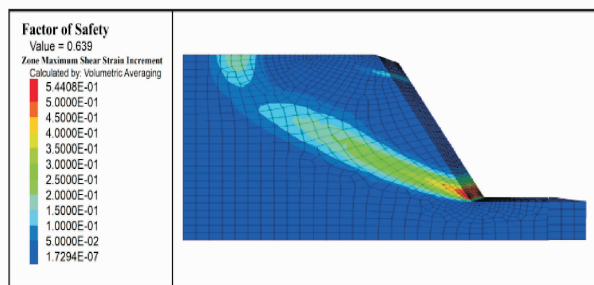 Factor of Safety
Value = 0.639
Zone Maximum Shear Strain Increment
Calculated by: Volumetric Averaging
5.4408E-01
5.0000E-01
4.5000E-01
4.0000E-01
3.5000E-01
3.0000E-01
2.5000E-01
2.0000E-01
1.5000E-01
1.0000E-01
5.0000E-02
1.7294E-07